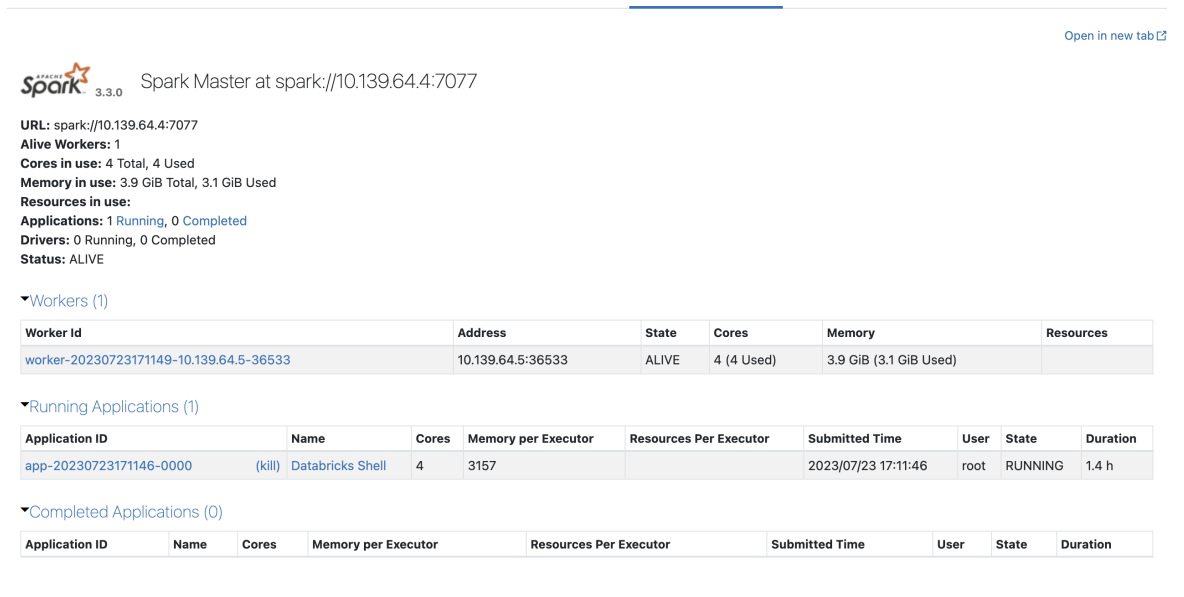 Open in new tab
APACHE Spark 3.3.0 Spark Master at spark://10.139.64.4:7077
URL: spark://10.139.64.4:7077
Alive Workers: 1
Cores in use: 4 Total, 4 Used
Memory in use: 3.9 GiB Total, 3.1 GiB Used
Resources in use:
Applications: 1 Running, 0 Completed
Drivers: 0 Running, 0 Completed
Status: ALIVE
Workers (1)
Worker Id Address State Cores Memory Resources
worker-20230723171149-10.139.64.5-36533 10.139.64.5:36533 ALIVE 4 (4 Used) 3.9 GiB (3.1 GiB Used)
Running Applications (1)
Application ID Name Cores Memory per Executor Resources Per Executor Submitted Time User State Duration
app-20230723171146-0000 (kill) Databricks Shell 4 3157 2023/07/23 17:11:46 root RUNNING 1.4 h
Completed Applications (0)
Application ID Name Cores Memory per Executor Resources Per Executor Submitted Time User State Duration